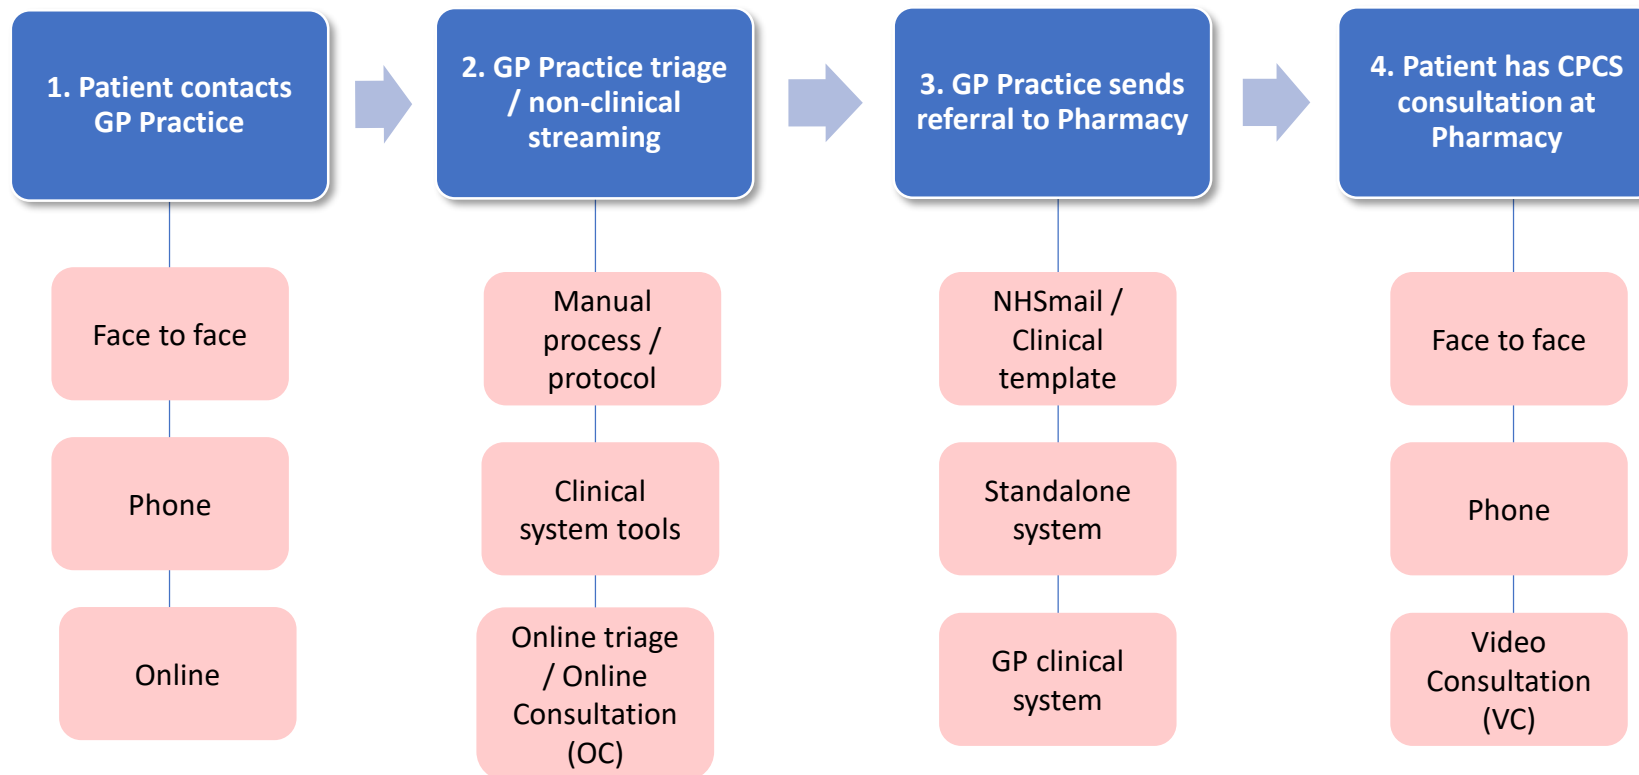 1. Patient contacts
GP Practice
2. GP Practice triage
/ non-clinical
streaming
3. GP Practice sends
referral to Pharmacy
4. Patient has CPCS
consultation at
Pharmacy
Face to face
Phone
Online
Manual
process /
protocol
Clinical
system tools
Online triage
/ Online
Consultation
(OC)
NHSmail /
Clinical
template
Standalone
system
GP clinical
system
Face to face
Phone
Video
Consultation
(VC)